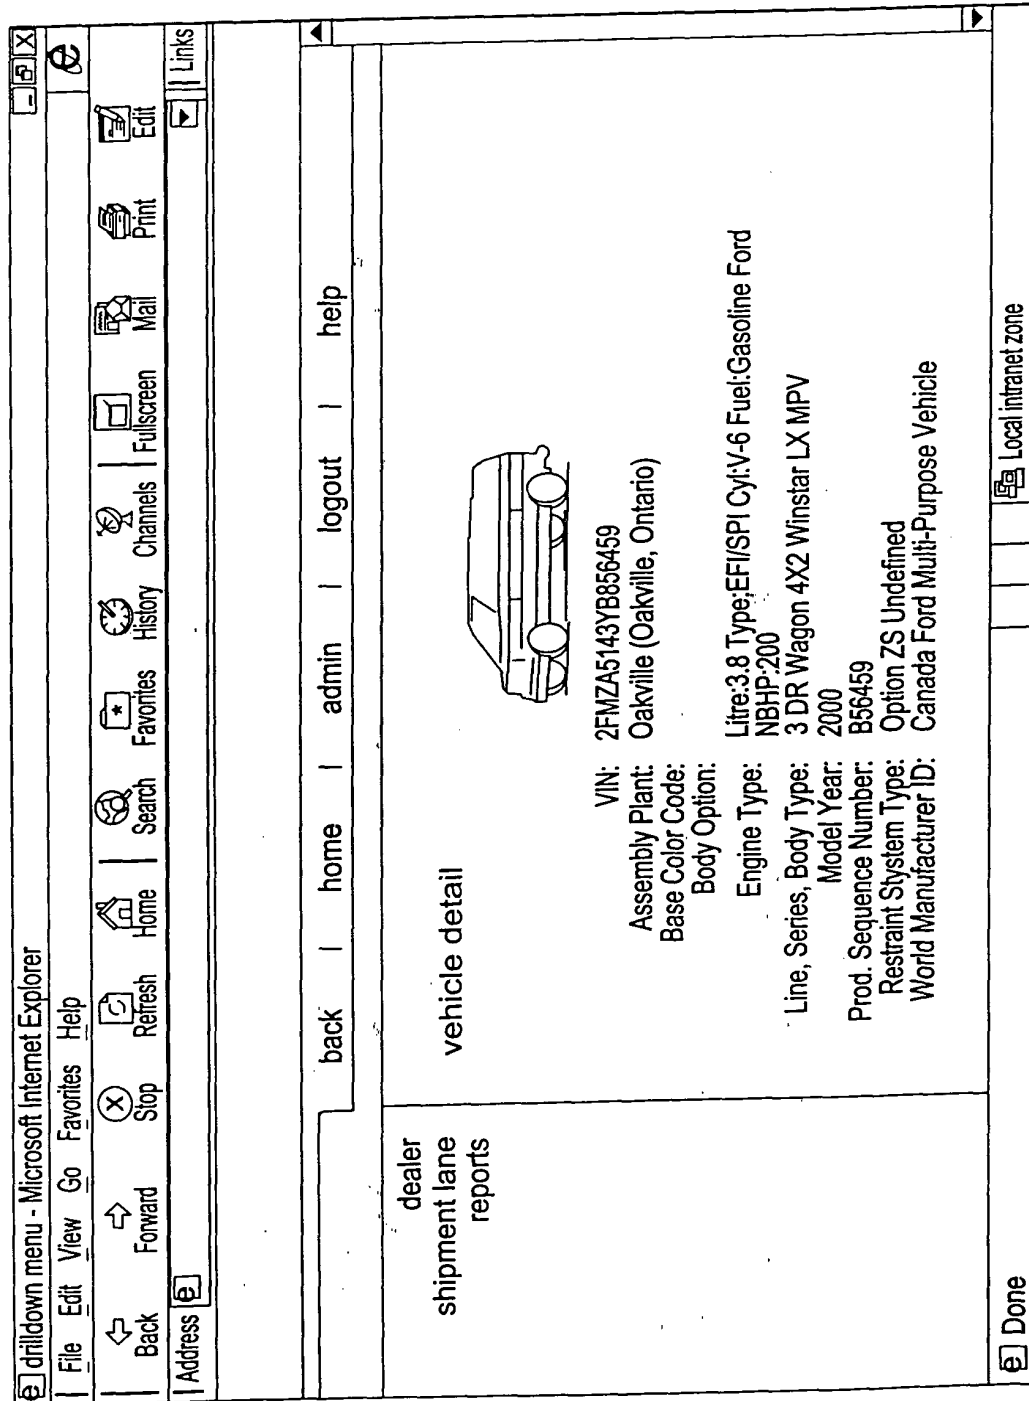 drilldown menu - Microsoft Internet Explorer
File Edit View Go Favorites Help
Back Forward Stop Refresh Home Search Favorites History Channels Fullscreen Mail Print Edit
Address Links
back | home | admin | logout | help
dealer
shipment lane
reports
vehicle detail
VIN: 2FMZA5143YB856459
Assembly Plant: Oakville (Oakville, Ontario)
Base Color Code:
Body Option:
Engine Type: Litre:3.8 Type;EFI/SPI Cyl:V-6 Fuel:Gasoline Ford
NBHP:200
Line, Series, Body Type: 3 DR Wagon 4X2 Winstar LX MPV
Model Year: 2000
Prod. Sequence Number: B56459
Restraint Stystem Type: Option ZS Undefined
World Manufacturer ID: Canada Ford Multi-Purpose Vehicle
Done Local intranet zone